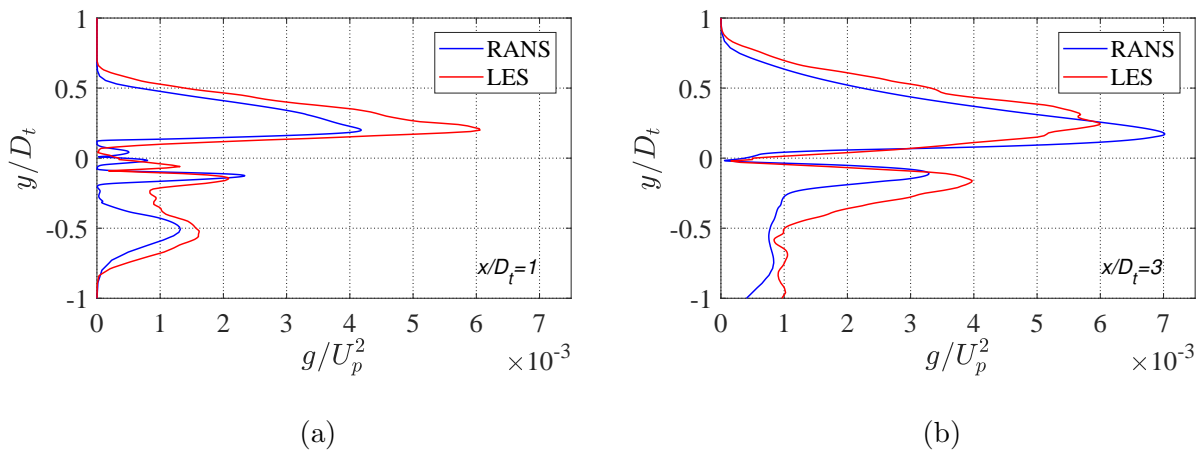 1
0.5
0
-0.5
-1
y/D_t
0 1 2 3 4 5 6 7
g/U_p^2
×10^-3
RANS
LES
x/D_t=1
(a)
1
0.5
0
-0.5
-1
y/D_t
0 1 2 3 4 5 6 7
g/U_p^2
×10^-3
RANS
LES
x/D_t=3
(b)